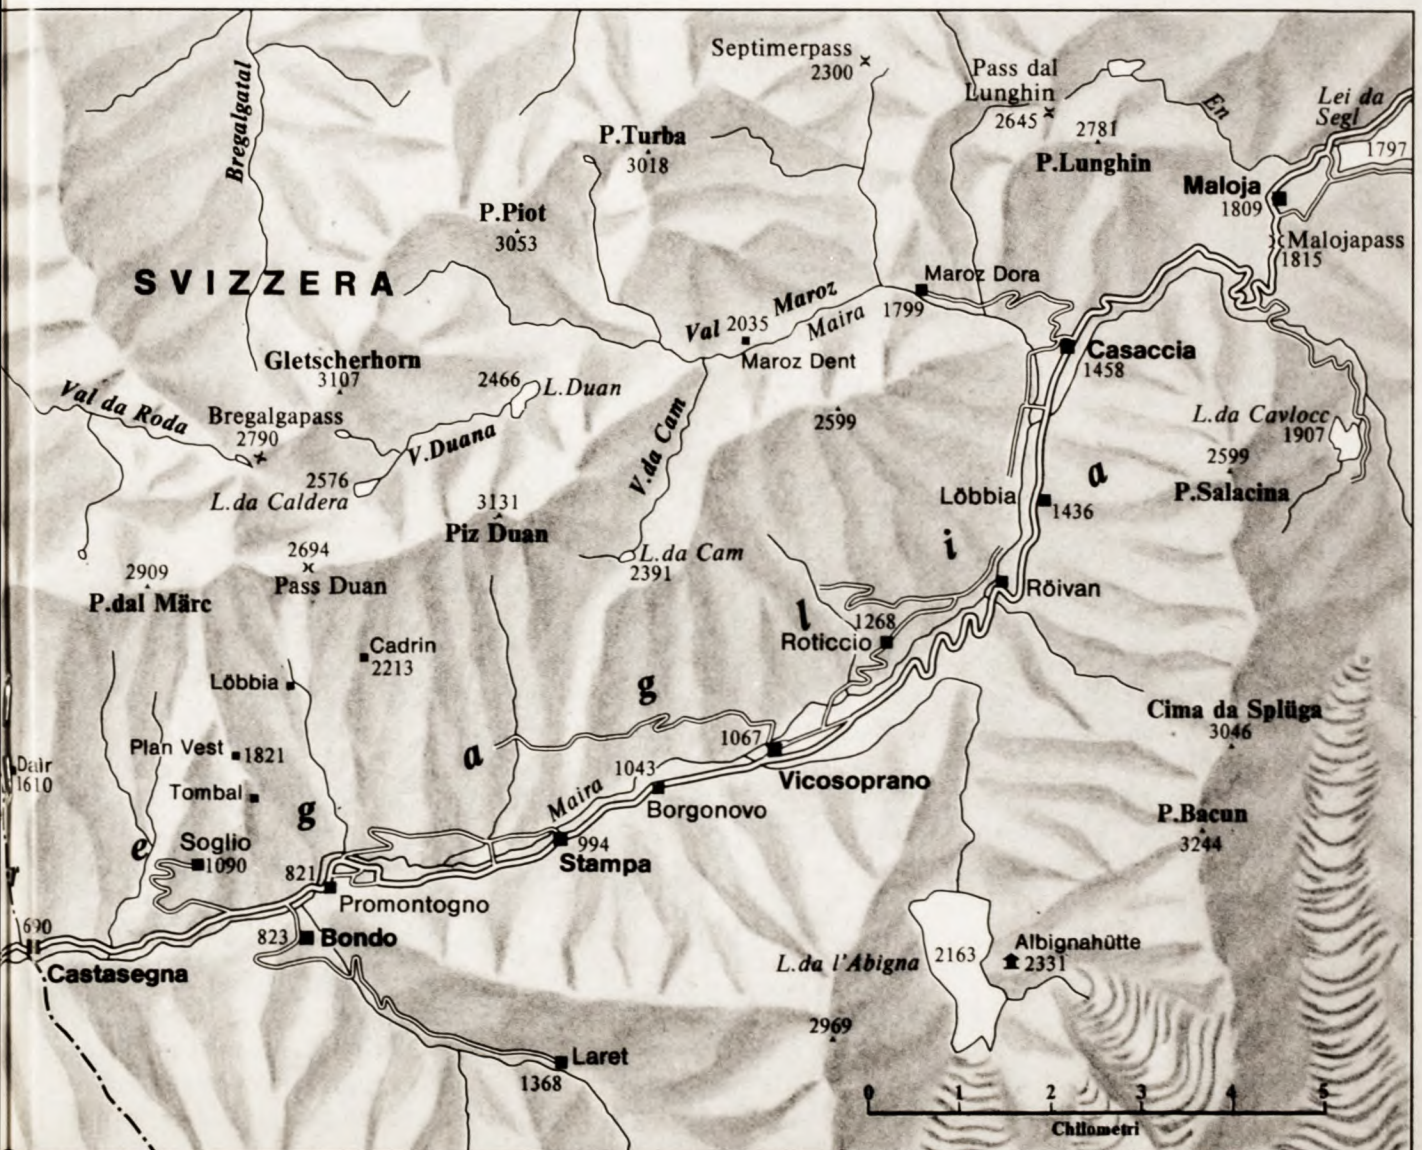 Septimerpass
2300
Pass dal
Lunghin
2645
2781
P.Lunghin
En
Lei da
Segl
1797
Bregalgatal
P.Turba
3018
Maloja
1809
P.Piot
3053
Malojapass
1815
SVIZZERA
Maroz Dora
1799
Val Maroz
2035
Maira
Maroz Dent
Casaccia
1458
Gletscherhorn
3107
2466
L.Duan
Val da Roda
Bregalgapass
2790
V.Duana
V.da Cam
2599
L.da Cavlocc
1907
2599
P.Salacina
2576
L.da Caldera
3131
Piz Duan
Löbbia
1436
L.da Cam
2391
2694
Pass Duan
2909
P.dal Märc
Röivan
1268
Roticcio
Cadrin
2213
Löbbia
Cima da Splüga
3046
Plan Vest
1821
1067
Vicosoprano
Dair
1610
Tombal
1043
Borgonovo
Maira
P.Bacun
3244
Soglio
1090
994
Stampa
821
Promontogno
B r e g a g l i a
690
Castasegna
823
Bondo
Albignahütte
2331
L.da l'Abigna
2163
2969
Laret
1368
0 1 2 3 4 5
Chilometri